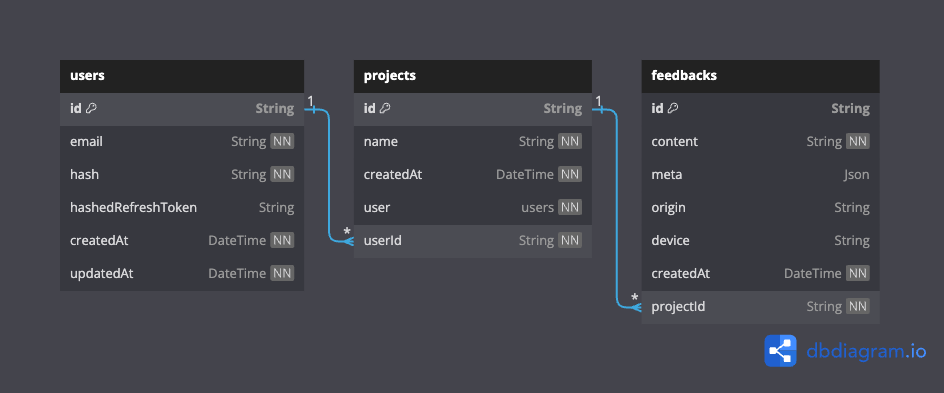 users
id String
email String NN
hash String NN
hashedRefreshToken String
createdAt DateTime NN
updatedAt DateTime NN
1
*
projects
id String
name String NN
createdAt DateTime NN
user users NN
userId String NN
1
*
feedbacks
id String
content String NN
meta Json
origin String
device String
createdAt DateTime NN
projectId String NN
dbdiagram.io